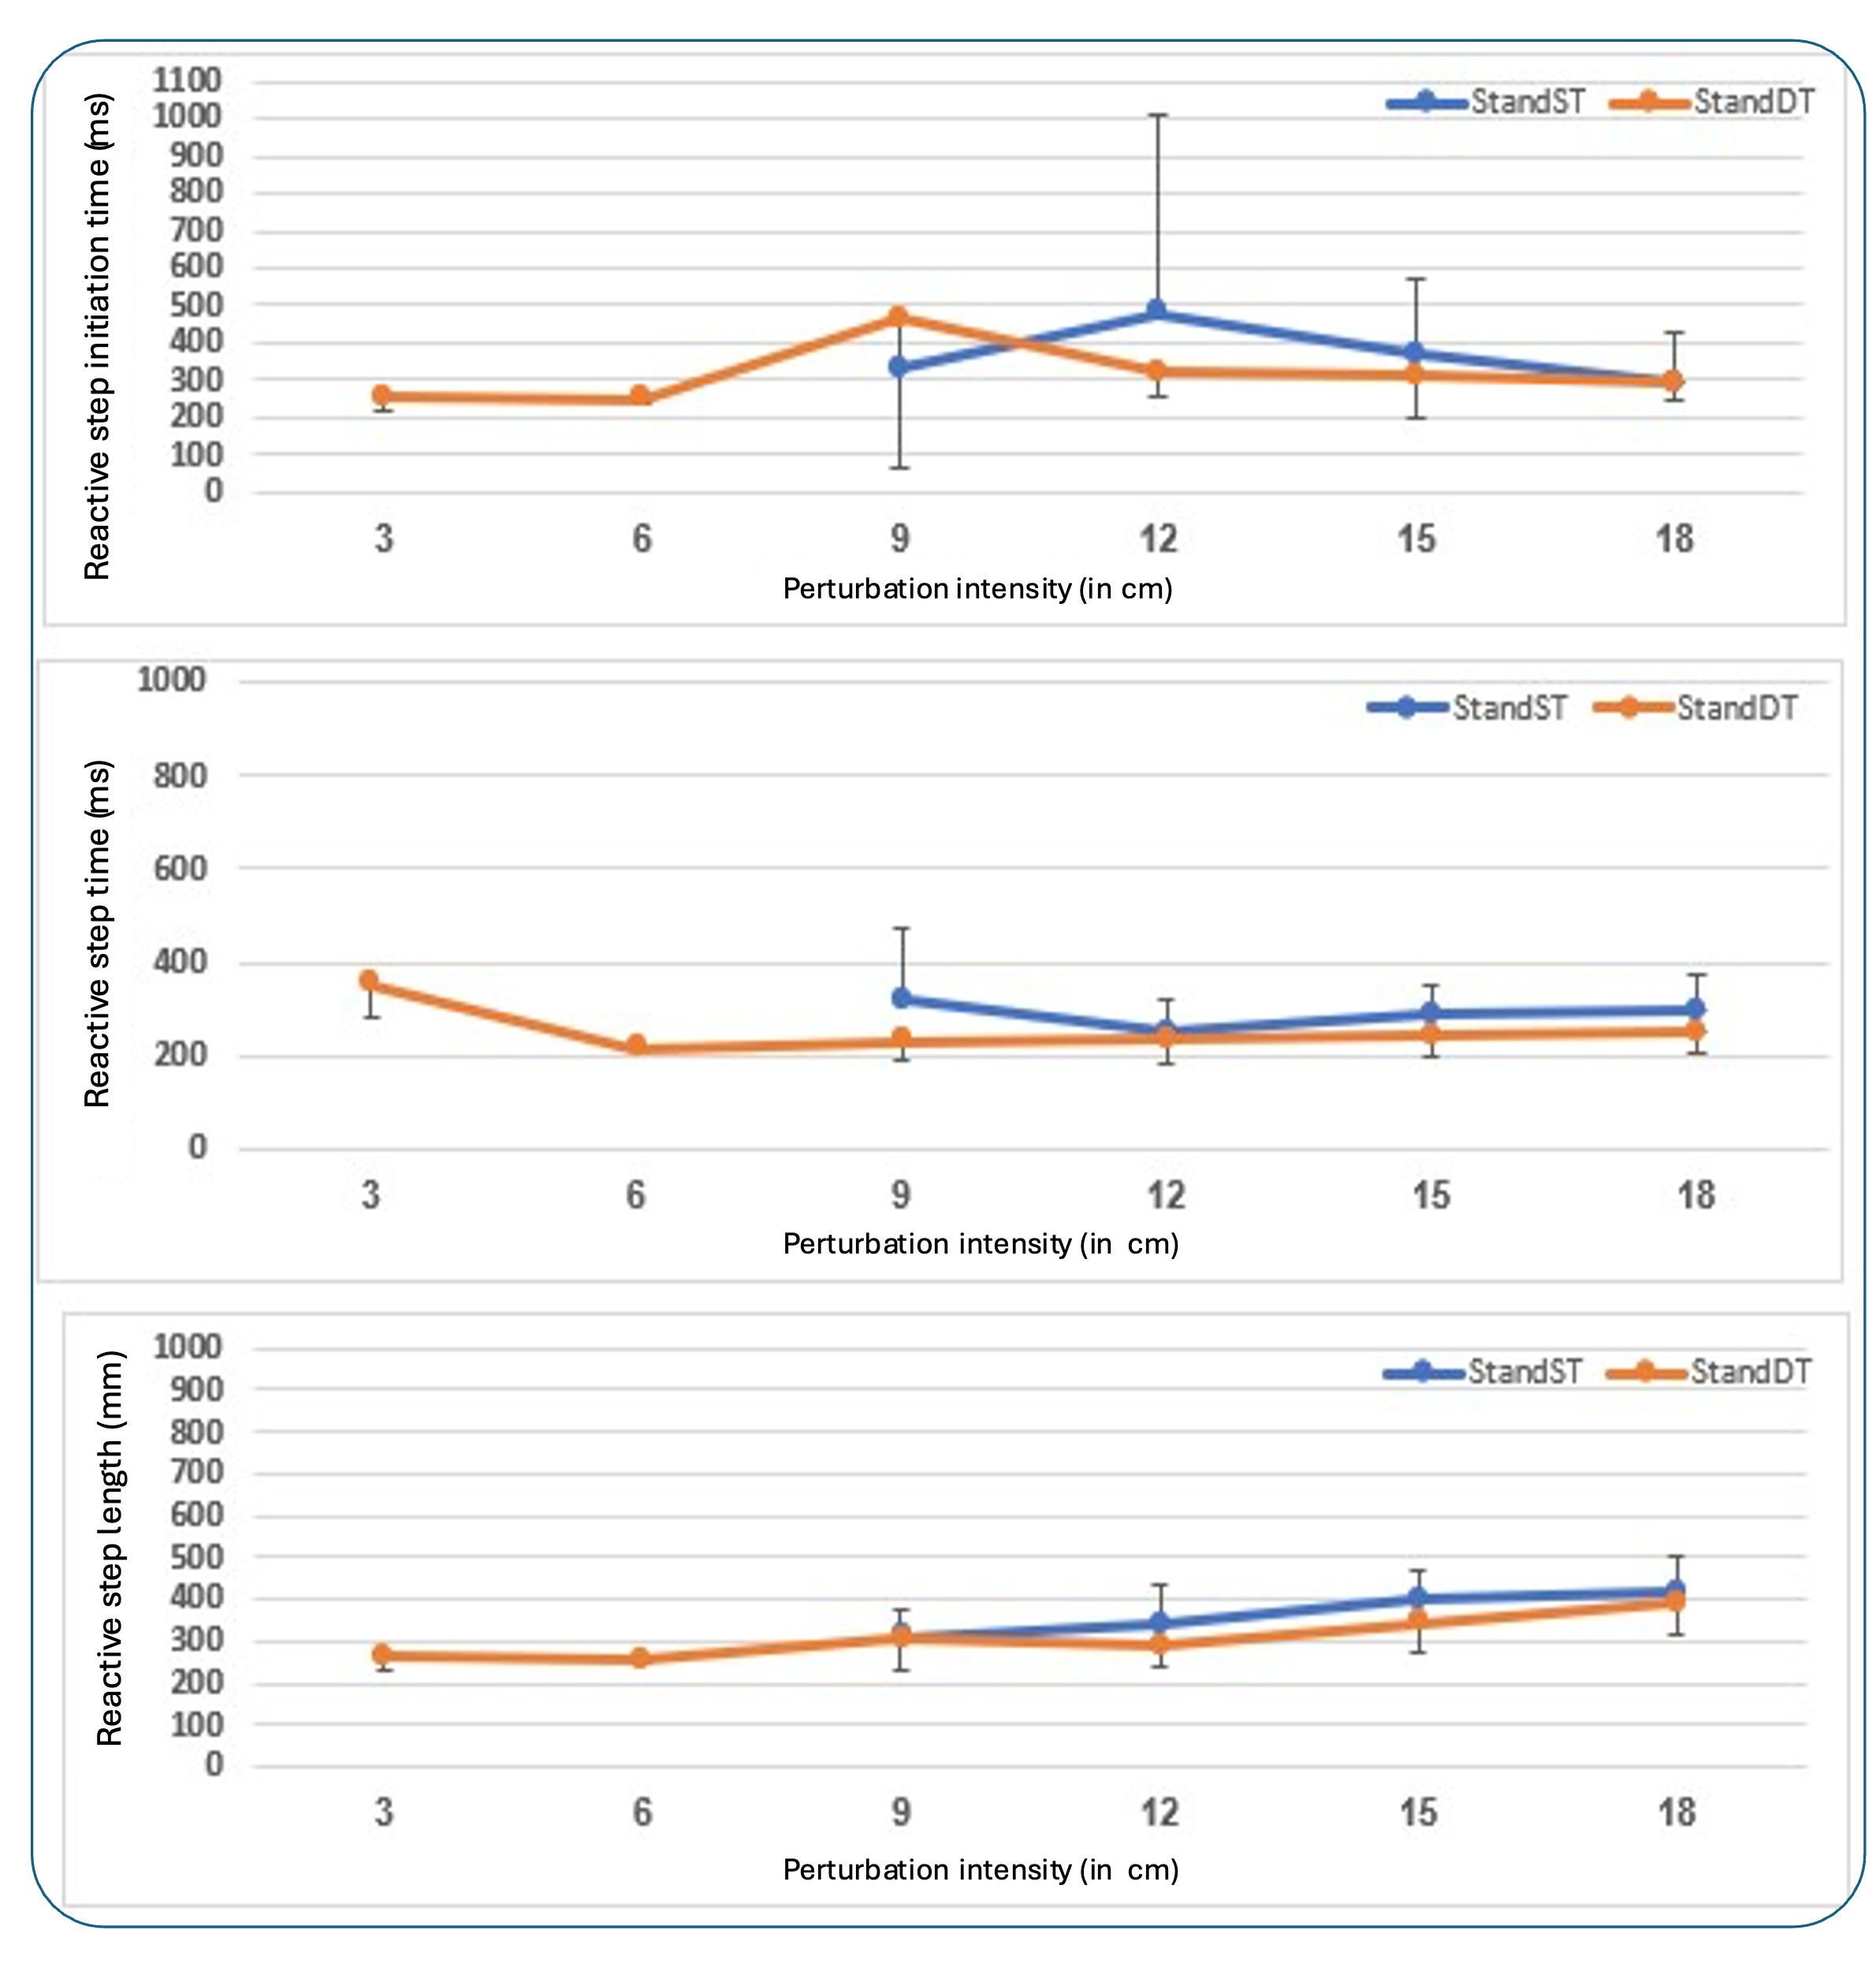 Reactive step initiation time (ms)
1100
1000
900
800
700
600
500
400
300
200
100
0
StandST StandDT
3 6 9 12 15 18
Perturbation intensity (in cm)
Reactive step time (ms)
1000
800
600
400
200
0
StandST StandDT
3 6 9 12 15 18
Perturbation intensity (in cm)
Reactive step length (mm)
1000
900
800
700
600
500
400
300
200
100
0
StandST StandDT
3 6 9 12 15 18
Perturbation intensity (in cm)